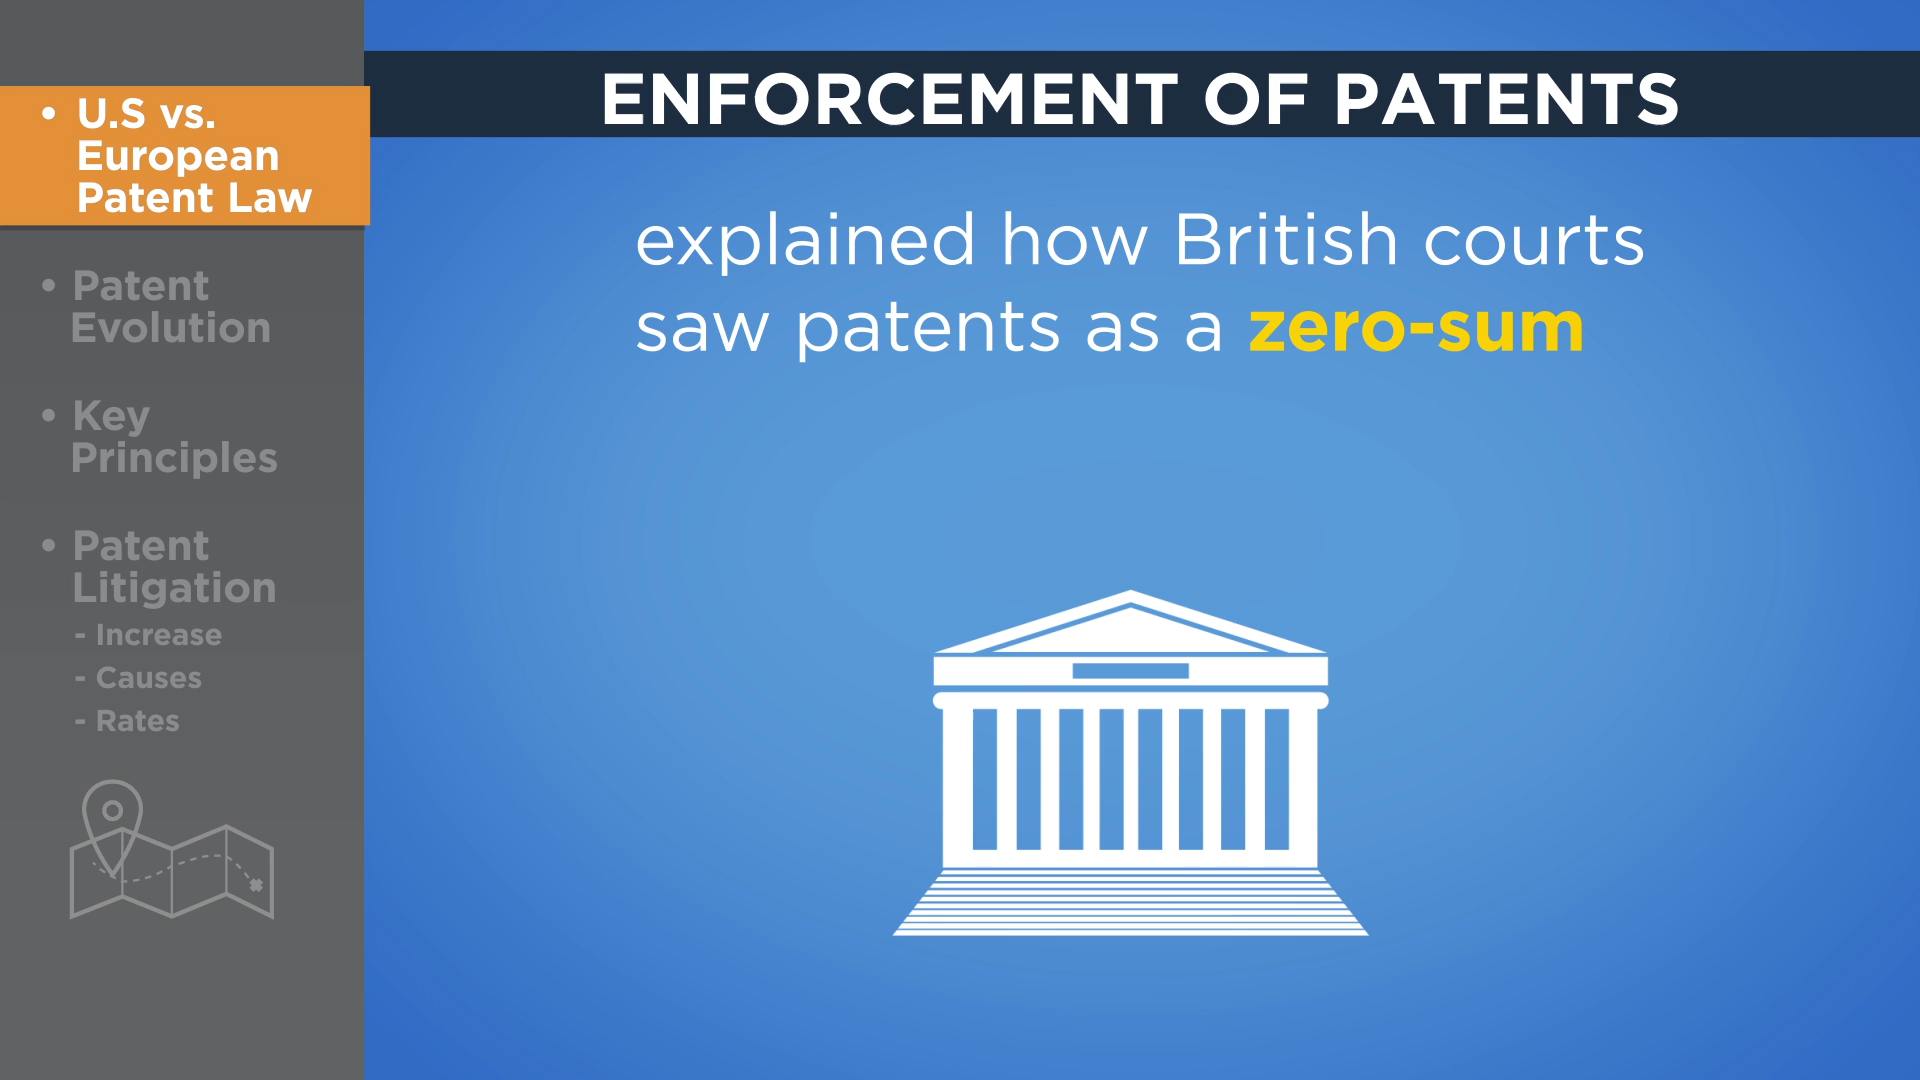 • U.S vs.
European
Patent Law
• Patent
Evolution
• Key
Principles
• Patent
Litigation
- Increase
- Causes
- Rates
ENFORCEMENT OF PATENTS
explained how British courts
saw patents as a zero-sum